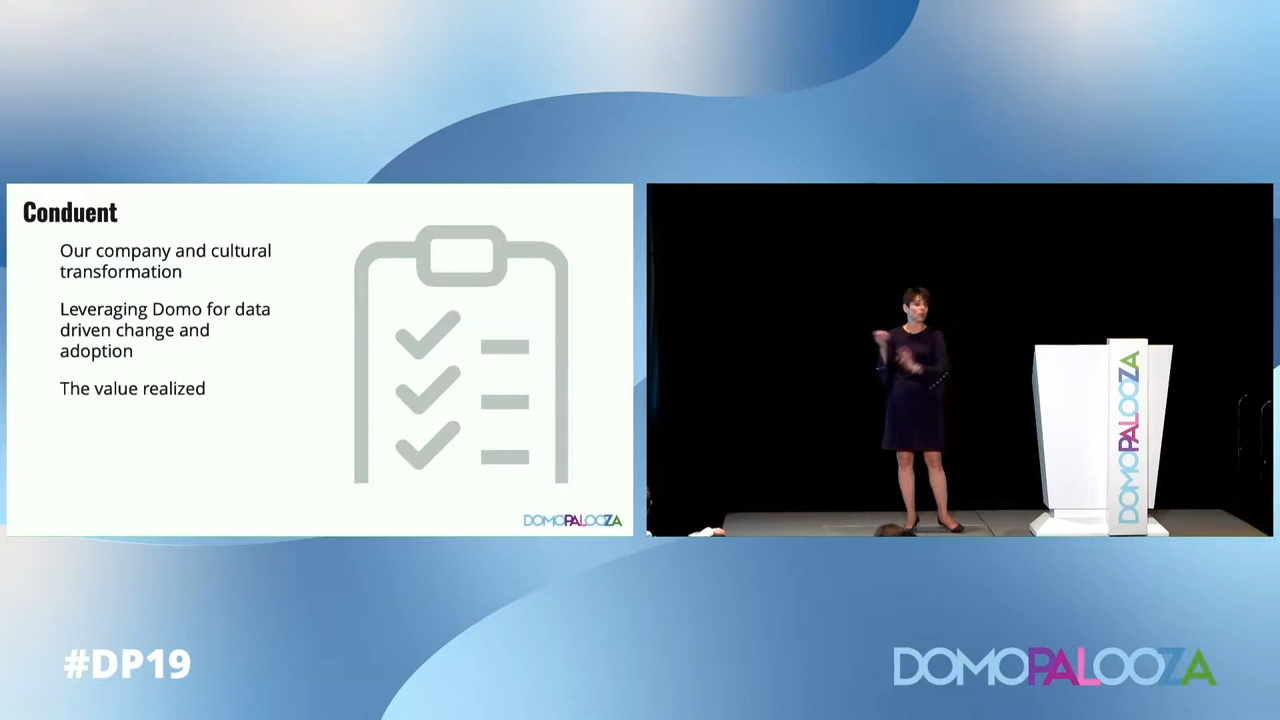 Conduent
Our company and cultural
transformation
Leveraging Domo for data
driven change and
adoption
The value realized
DOMOPALOOZA
DOMOPALOOZA
#DP19
DOMOPALOOZA